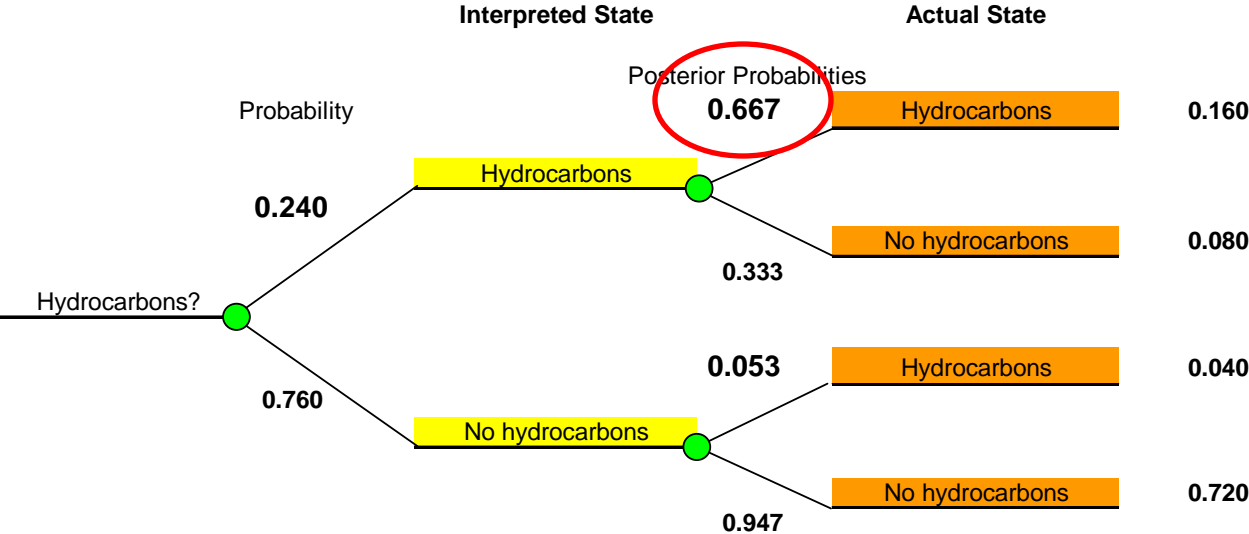 Interpreted State
Actual State
Posterior Probabilities
Probability
0.667
Hydrocarbons
0.160
Hydrocarbons
0.240
No hydrocarbons
0.080
0.333
Hydrocarbons?
0.053
Hydrocarbons
0.040
0.760
No hydrocarbons
No hydrocarbons
0.720
0.947